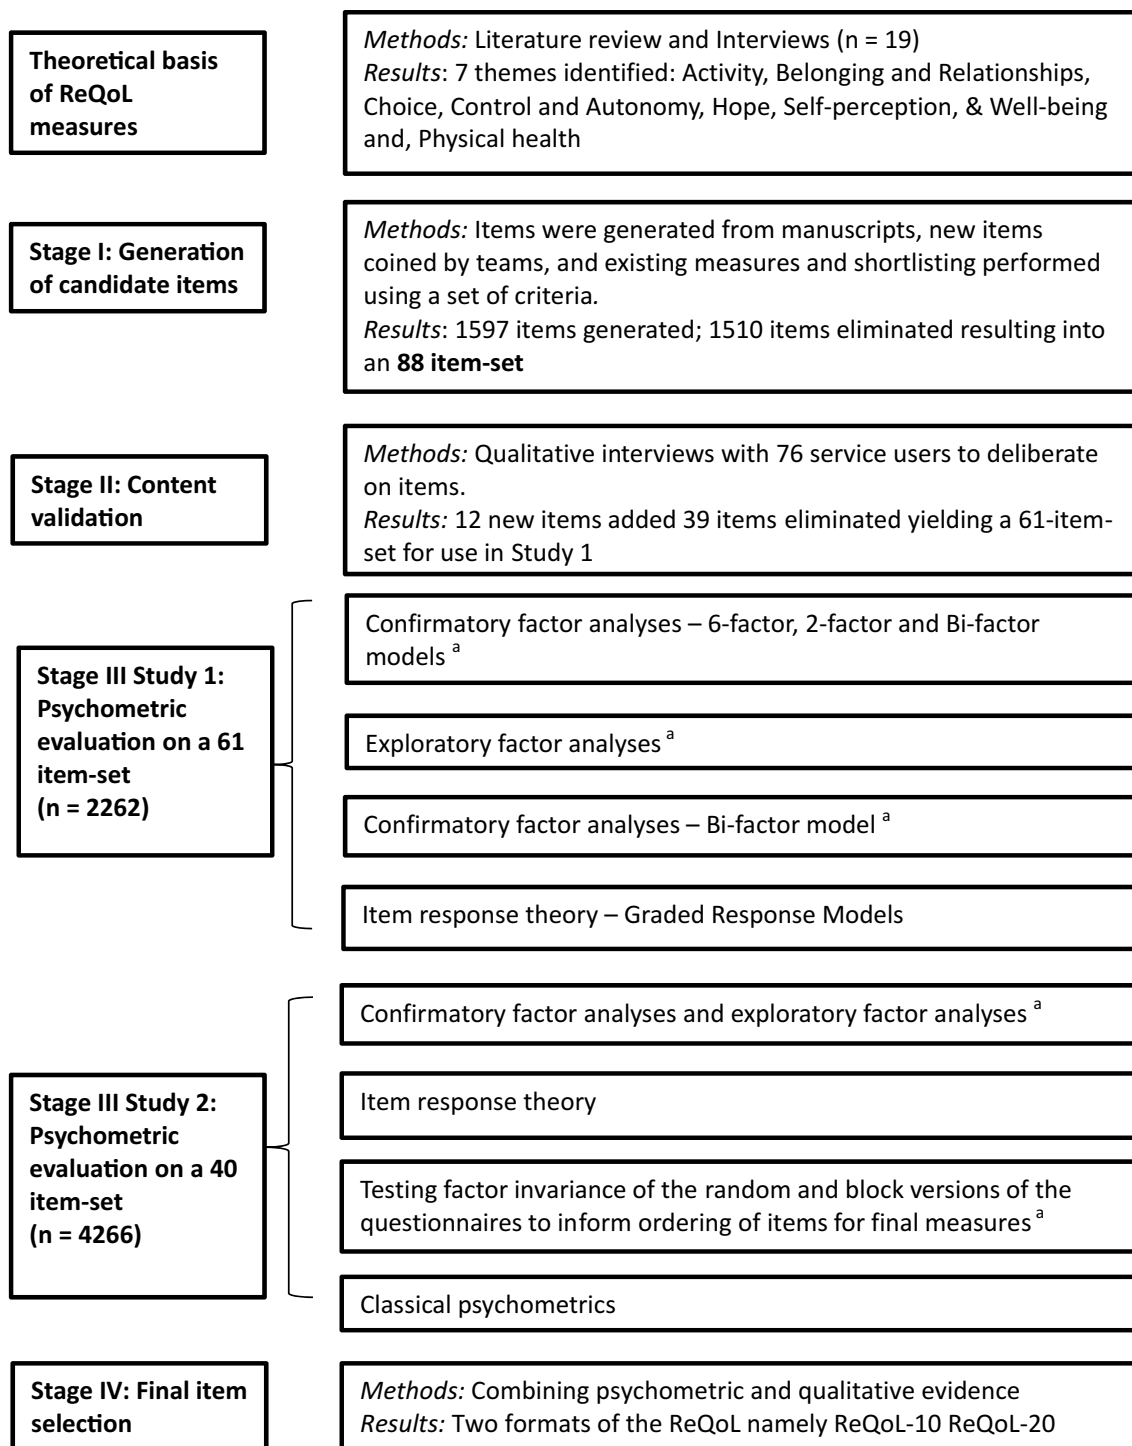 Theoretical basis
of ReQoL
measures
Methods: Literature review and Interviews (n = 19)
Results: 7 themes identified: Activity, Belonging and Relationships,
Choice, Control and Autonomy, Hope, Self-perception, & Well-being
and, Physical health
Stage I: Generation
of candidate items
Methods: Items were generated from manuscripts, new items
coined by teams, and existing measures and shortlisting performed
using a set of criteria.
Results: 1597 items generated; 1510 items eliminated resulting into
an 88 item-set
Stage II: Content
validation
Methods: Qualitative interviews with 76 service users to deliberate
on items.
Results: 12 new items added 39 items eliminated yielding a 61-item-
set for use in Study 1
Stage III Study 1:
Psychometric
evaluation on a 61
item-set
(n = 2262)
Confirmatory factor analyses – 6-factor, 2-factor and Bi-factor
models a
Exploratory factor analyses a
Confirmatory factor analyses – Bi-factor model a
Item response theory – Graded Response Models
Stage III Study 2:
Psychometric
evaluation on a 40
item-set
(n = 4266)
Confirmatory factor analyses and exploratory factor analyses a
Item response theory
Testing factor invariance of the random and block versions of the
questionnaires to inform ordering of items for final measures a
Classical psychometrics
Stage IV: Final item
selection
Methods: Combining psychometric and qualitative evidence
Results: Two formats of the ReQoL namely ReQoL-10 ReQoL-20